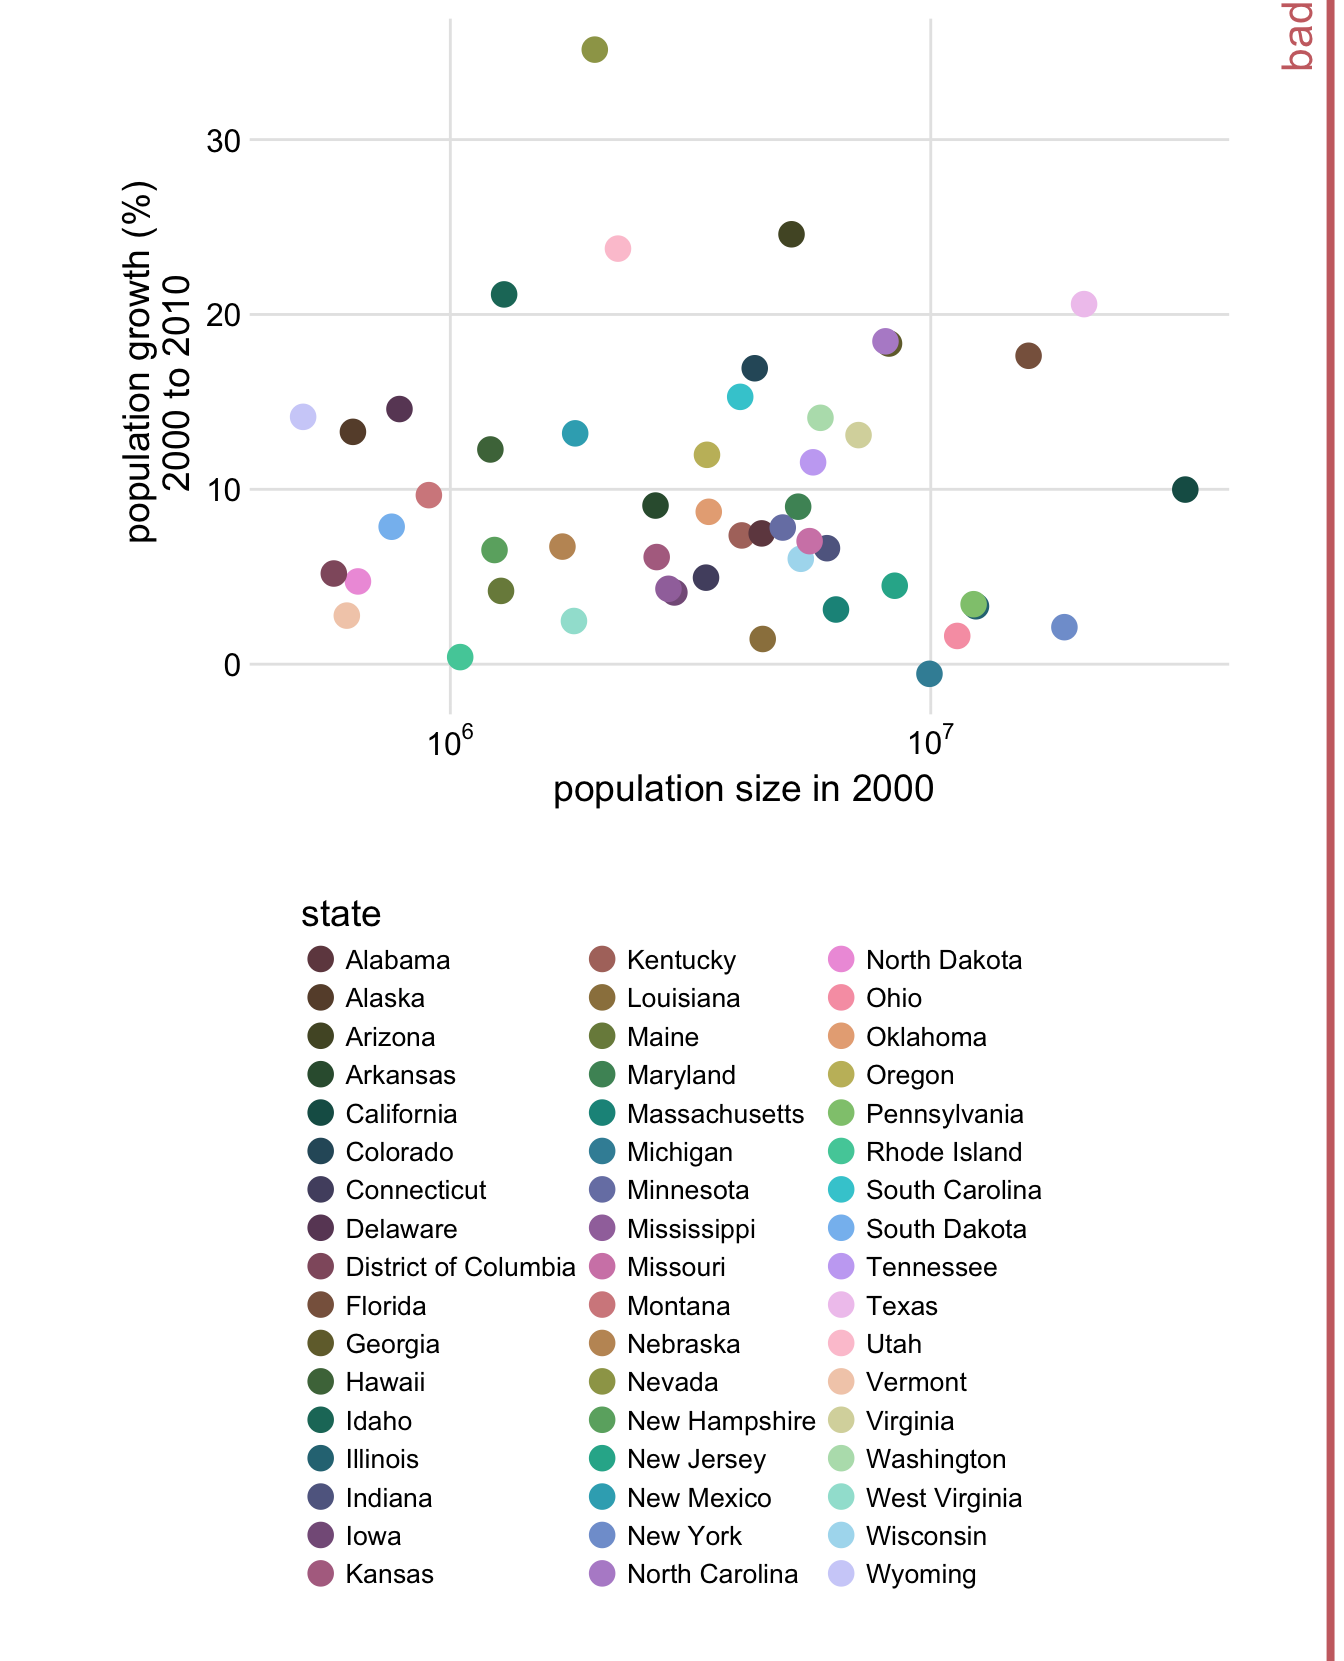 bad
30
20
10
0
population growth (%)
2000 to 2010
10⁶
10⁷
population size in 2000
state
Alabama
Alaska
Arizona
Arkansas
California
Colorado
Connecticut
Delaware
District of Columbia
Florida
Georgia
Hawaii
Idaho
Illinois
Indiana
Iowa
Kansas
Kentucky
Louisiana
Maine
Maryland
Massachusetts
Michigan
Minnesota
Mississippi
Missouri
Montana
Nebraska
Nevada
New Hampshire
New Jersey
New Mexico
New York
North Carolina
North Dakota
Ohio
Oklahoma
Oregon
Pennsylvania
Rhode Island
South Carolina
South Dakota
Tennessee
Texas
Utah
Vermont
Virginia
Washington
West Virginia
Wisconsin
Wyoming